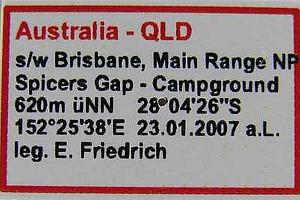 Australia - QLD
s/w Brisbane, Main Range NP
Spicers Gap - Campground
620m üNN 28°04'26"S
152°25'38'E 23.01.2007 a.L.
leg. E. Friedrich